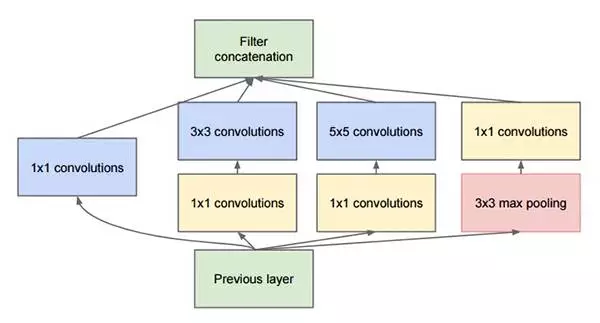 Filter
concatenation
3x3 convolutions
5x5 convolutions
1x1 convolutions
1x1 convolutions
1x1 convolutions
1x1 convolutions
3x3 max pooling
Previous layer